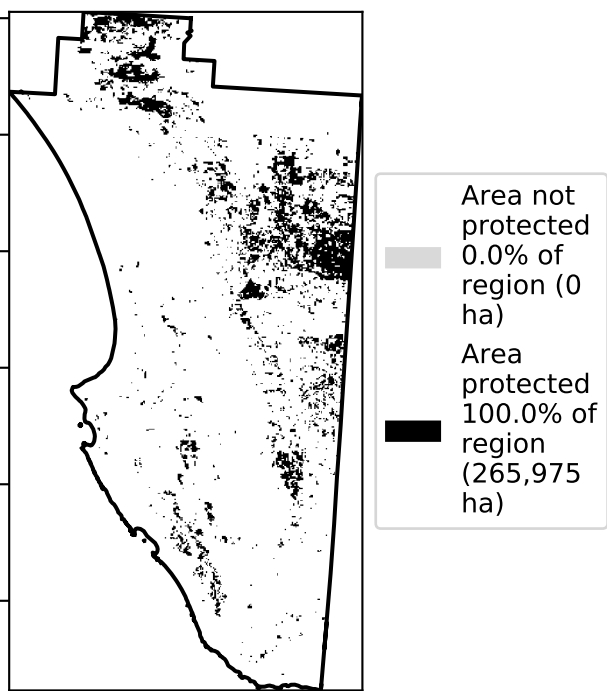 Area not
protected
0.0% of
region (0
ha)
Area
protected
100.0% of
region
(265,975
ha)